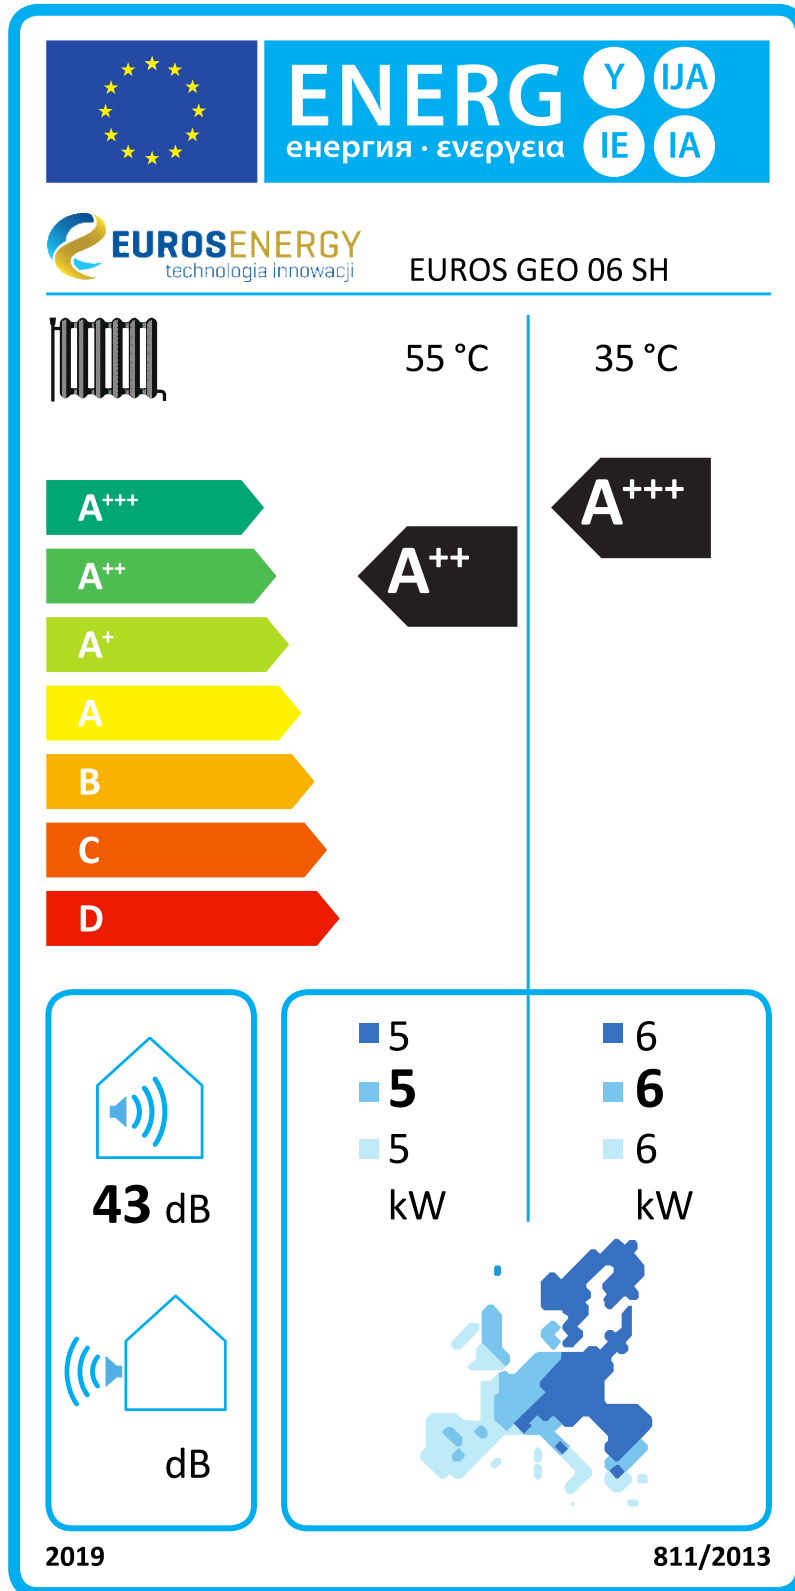 ENERG
енергия · ενεργεια
Y IJA
IE IA
EUROSENERGY
technologia innowacji
EUROS GEO 06 SH
55 °C 35 °C
A+++
A++
A+
A
B
C
D
A++
A+++
43 dB
dB
5 6
5 6
5 6
kW kW
2019 811/2013